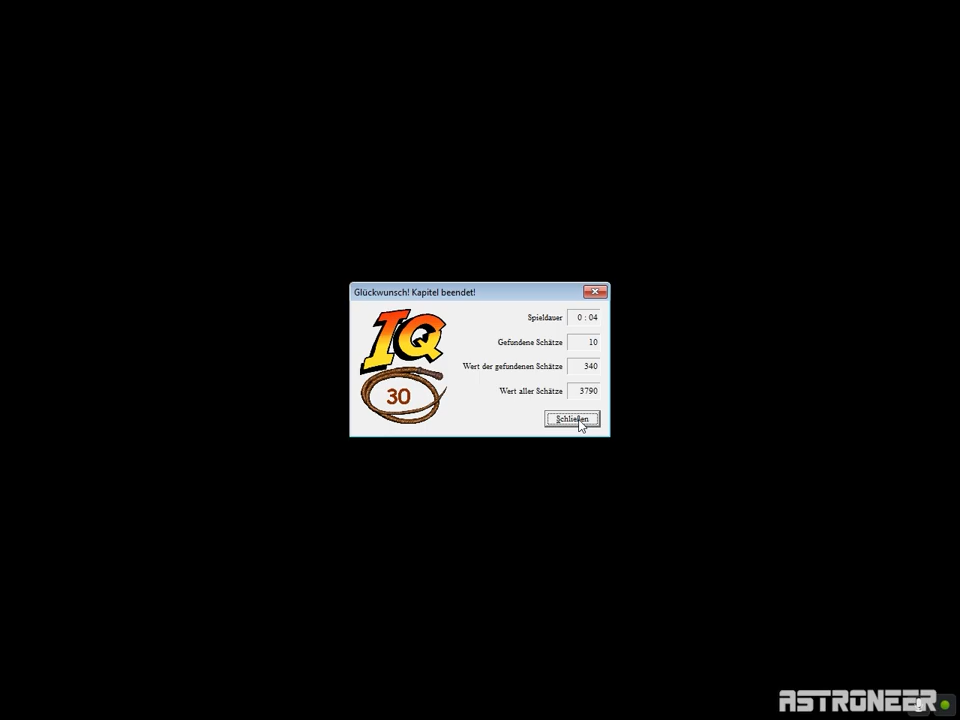 Glückwunsch! Kapitel beendet!
IQ
30
Spieldauer 0 : 04
Gefundene Schätze 10
Wert der gefundenen Schätze 340
Wert aller Schätze 3790
Schließen
ASTRONEER